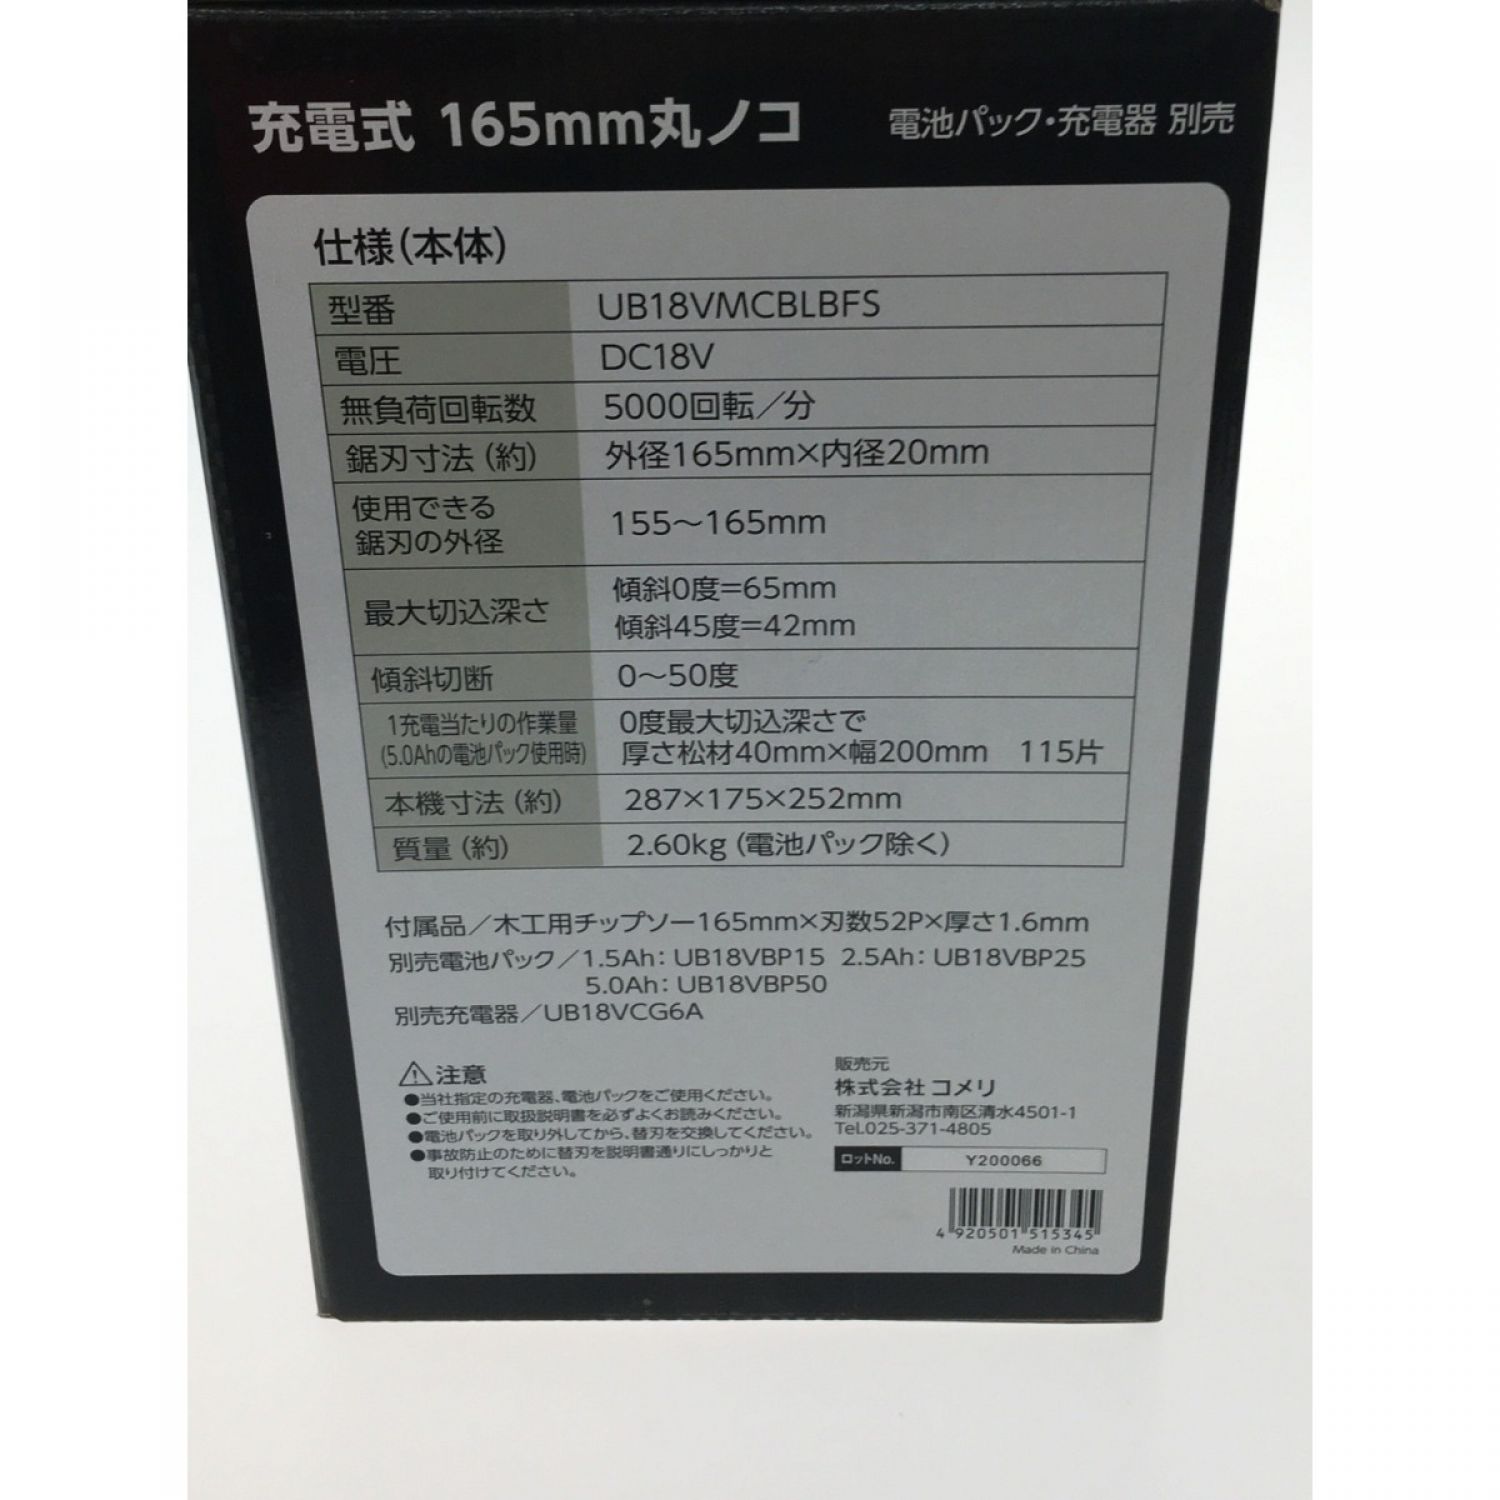 充電式 165mm丸ノコ 電池パック・充電器 別売
仕様(本体)
型番 UB18VMCBLBFS
電圧 DC18V
無負荷回転数 5000回転/分
鋸刃寸法(約) 外径165mm×内径20mm
使用できる
鋸刃の外径
155〜165mm
最大切込深さ
傾斜0度=65mm
傾斜45度=42mm
傾斜切断 0〜50度
1充電当たりの作業量
(5.0Ahの電池パック使用時)
0度最大切込深さで
厚さ松材40mm×幅200mm 115片
本機寸法(約) 287×175×252mm
質量(約) 2.60kg(電池パック除く)
付属品/木工用チップソー165mm×刃数52P×厚さ1.6mm
別売電池パック/1.5Ah:UB18VBP15 2.5Ah:UB18VBP25
5.0Ah:UB18VBP50
別売充電器/UB18VCG6A
注意
●当社指定の充電器、電池パックをご使用ください。
●ご使用前に取扱説明書を必ずよくお読みください。
●電池パックを取り外してから、替刃を交換してください。
●事故防止のために替刃を説明書通りにしっかりと
取り付けてください。
販売元
株式会社コメリ
新潟県新潟市南区清水4501-1
Tel.025-371-4805
ロットNo. Y200066
4 920501 515345
Made in China